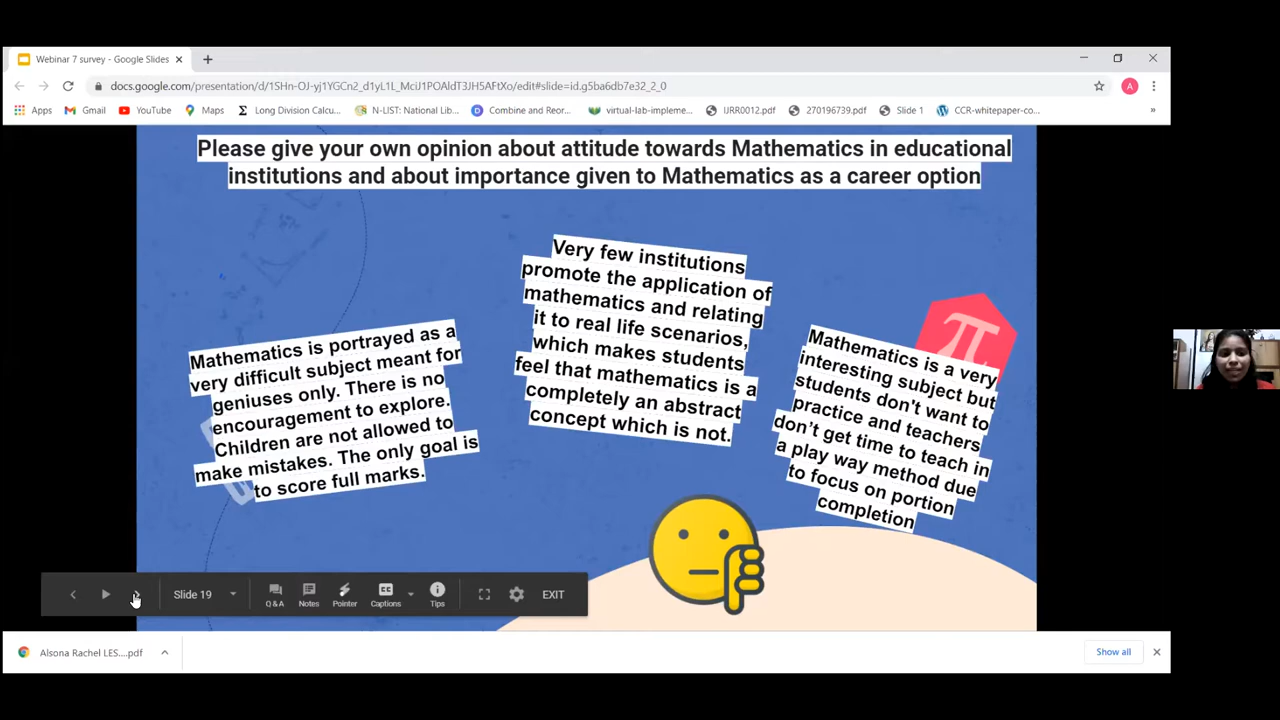 Webinar 7 survey - Google Slides
docs.google.com/presentation/d/1SHn-OJ-yj1YGCn2_d1yL1L_MciJ1ROAldT3JH5AFtXo/edit#slide=id.g5ba6db7e32_2_0
A
Apps
Gmail
YouTube
Maps
Long Division Calcu...
N-LIST: National Lib...
Combine and Reor...
virtual-lab-impleme...
IJRR0012.pdf
270196739.pdf
Slide 1
CCR-whitepaper-co...
»
Please give your own opinion about attitude towards Mathematics in educational
institutions and about importance given to Mathematics as a career option
Mathematics is portrayed as a
very difficult subject meant for
geniuses only. There is no
encouragement to explore.
Children are not allowed to
make mistakes. The only goal is
to score full marks.
Very few institutions
promote the application of
mathematics and relating
it to real life scenarios,
which makes students
feel that mathematics is a
completely an abstract
concept which is not.
π
Mathematics is a very
interesting subject but
students don't want to
practice and teachers
don't get time to teach in
a play way method due
to focus on portion
completion
Slide 19
Q & A
Notes
Pointer
Captions
Tips
EXIT
Alsona Rachel LES....pdf
Show all